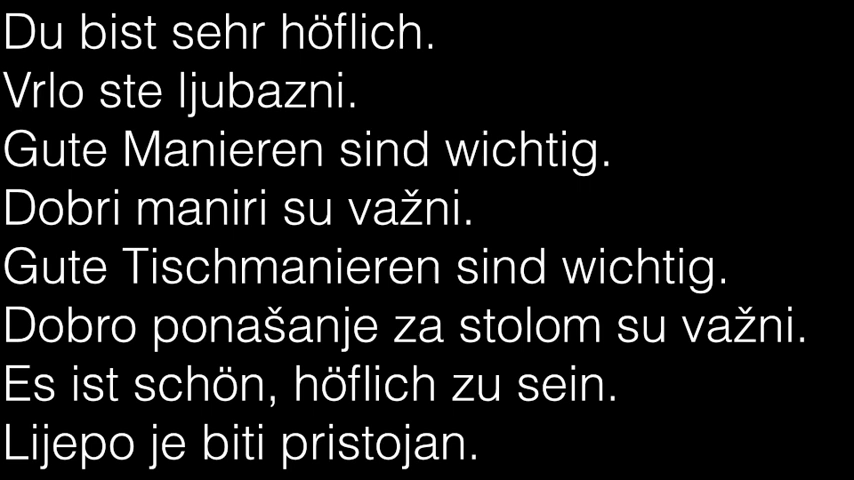 Du bist sehr höflich.
Vrlo ste ljubazni.
Gute Manieren sind wichtig.
Dobri maniri su važni.
Gute Tischmanieren sind wichtig.
Dobro ponašanje za stolom su važni.
Es ist schön, höflich zu sein.
Lijepo je biti pristojan.